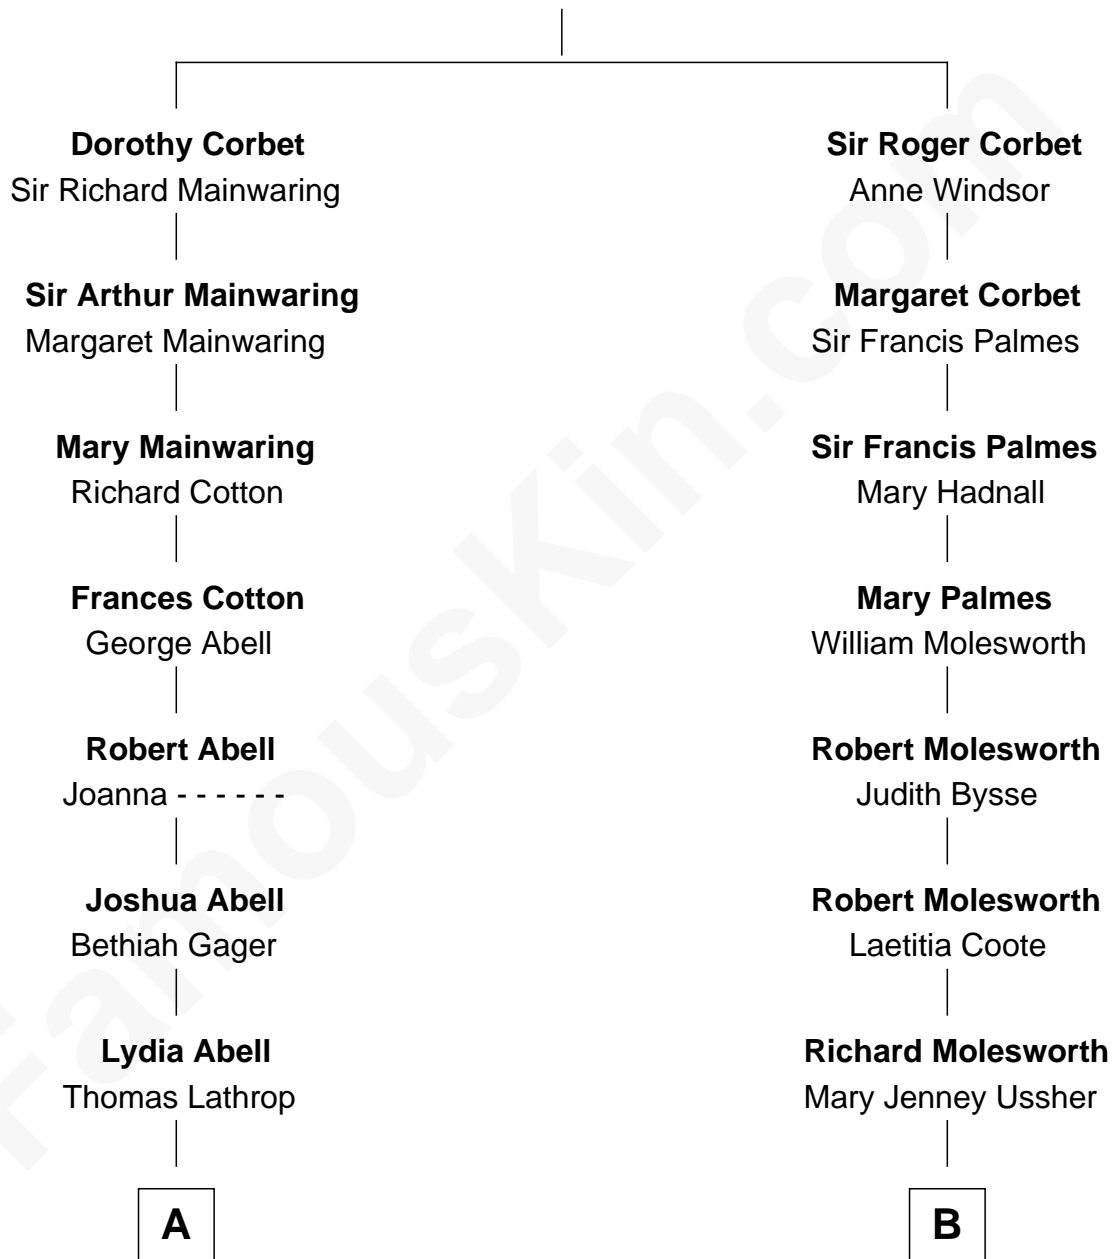 Dorothy Corbet
Sir Richard Mainwaring
Sir Roger Corbet
Anne Windsor
Sir Arthur Mainwaring
Margaret Mainwaring
Margaret Corbet
Sir Francis Palmes
Mary Mainwaring
Richard Cotton
Sir Francis Palmes
Mary Hadnall
Frances Cotton
George Abell
Mary Palmes
William Molesworth
Robert Abell
Joanna - - - - - -
Robert Molesworth
Judith Bysse
Joshua Abell
Bethiah Gager
Robert Molesworth
Laetitia Coote
Lydia Abell
Thomas Lathrop
Richard Molesworth
Mary Jenney Ussher
A
B
FamousKin.com